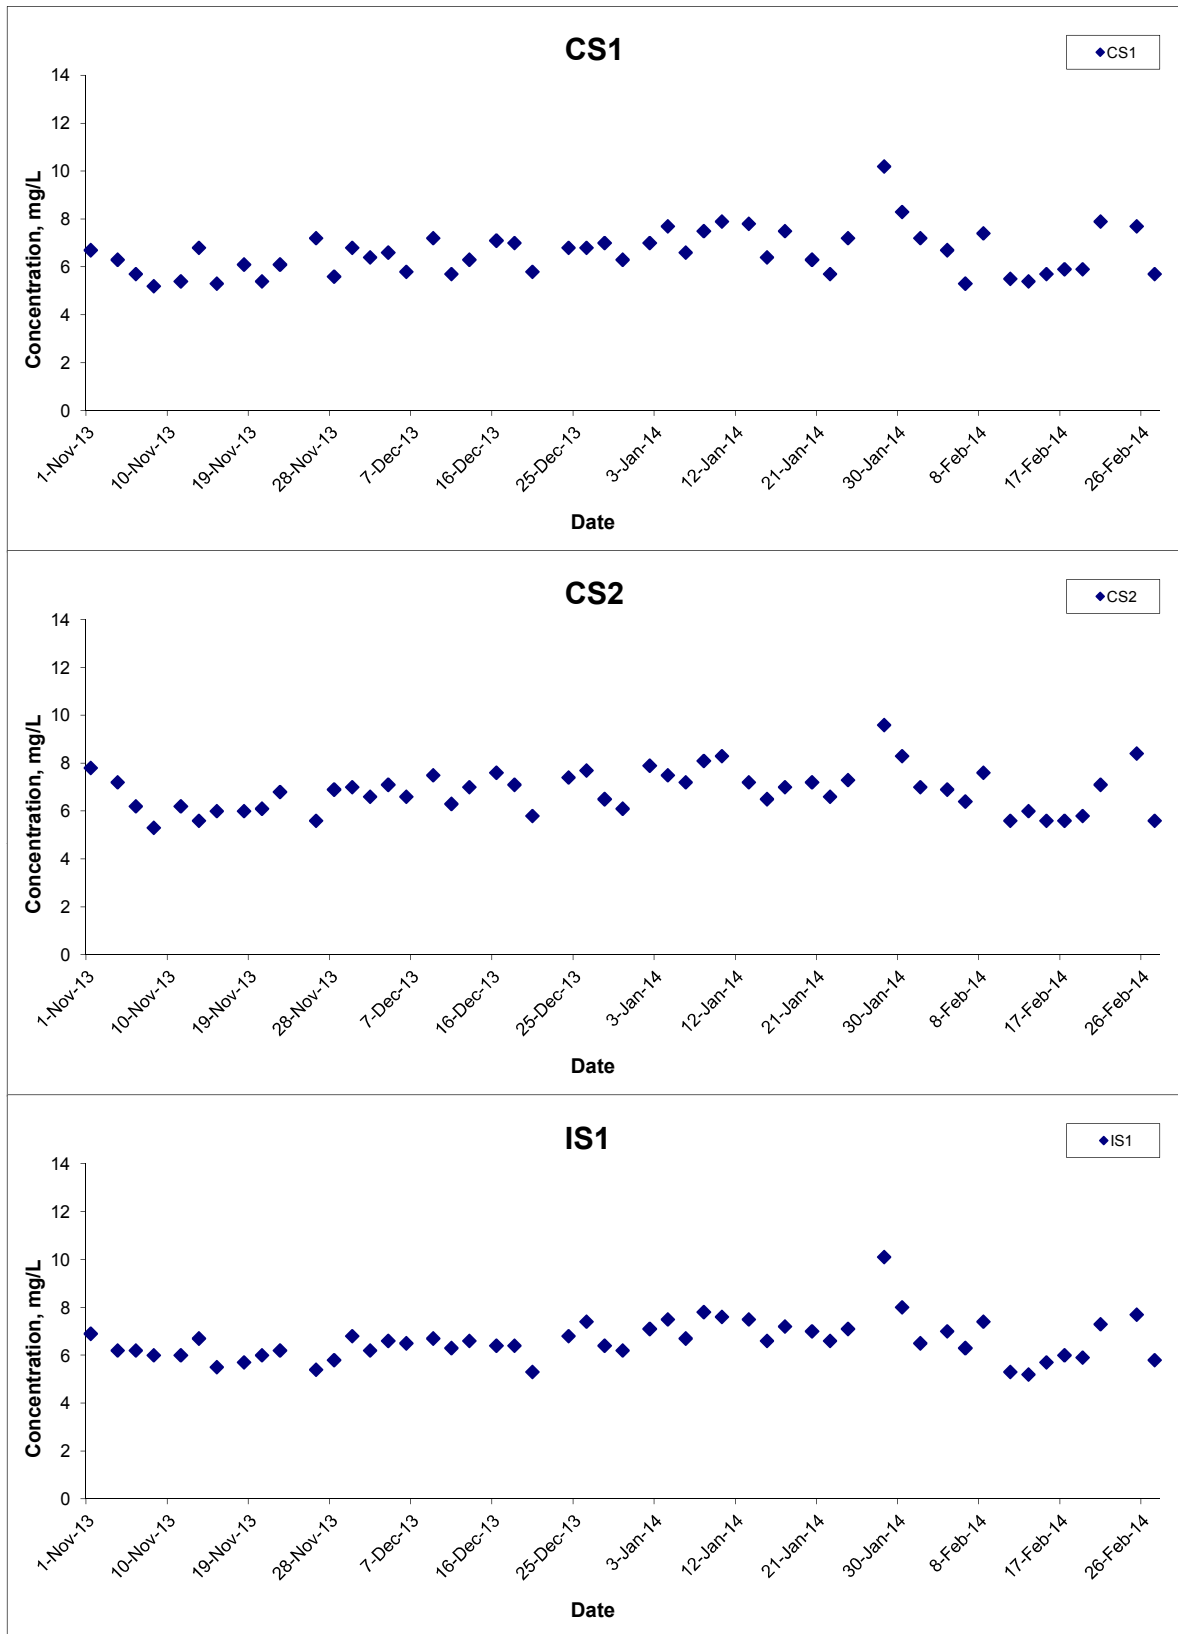 CS1
CS1
14
12
10
8
6
4
2
0
Concentration, mg/L
1-Nov-13
10-Nov-13
19-Nov-13
28-Nov-13
7-Dec-13
16-Dec-13
25-Dec-13
3-Jan-14
12-Jan-14
21-Jan-14
30-Jan-14
8-Feb-14
17-Feb-14
26-Feb-14
Date
CS2
CS2
14
12
10
8
6
4
2
0
Concentration, mg/L
1-Nov-13
10-Nov-13
19-Nov-13
28-Nov-13
7-Dec-13
16-Dec-13
25-Dec-13
3-Jan-14
12-Jan-14
21-Jan-14
30-Jan-14
8-Feb-14
17-Feb-14
26-Feb-14
Date
IS1
IS1
14
12
10
8
6
4
2
0
Concentration, mg/L
1-Nov-13
10-Nov-13
19-Nov-13
28-Nov-13
7-Dec-13
16-Dec-13
25-Dec-13
3-Jan-14
12-Jan-14
21-Jan-14
30-Jan-14
8-Feb-14
17-Feb-14
26-Feb-14
Date